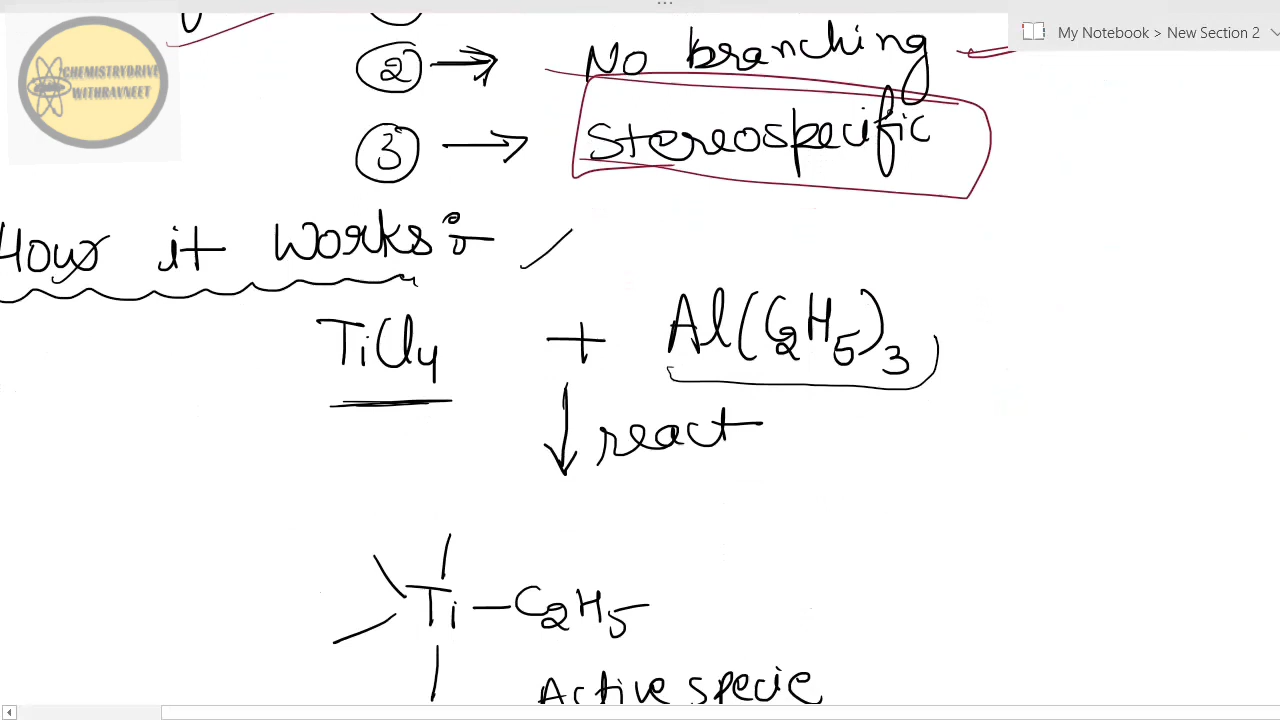 My Notebook > New Section 2
CHEMISTRYDRIVE
WITHRAVNEET
② → No branching
③ → Stereospecific
How it works:-
TiCl4 + Al(C2H5)3
↓ react
Ti-C2H5
Active specie